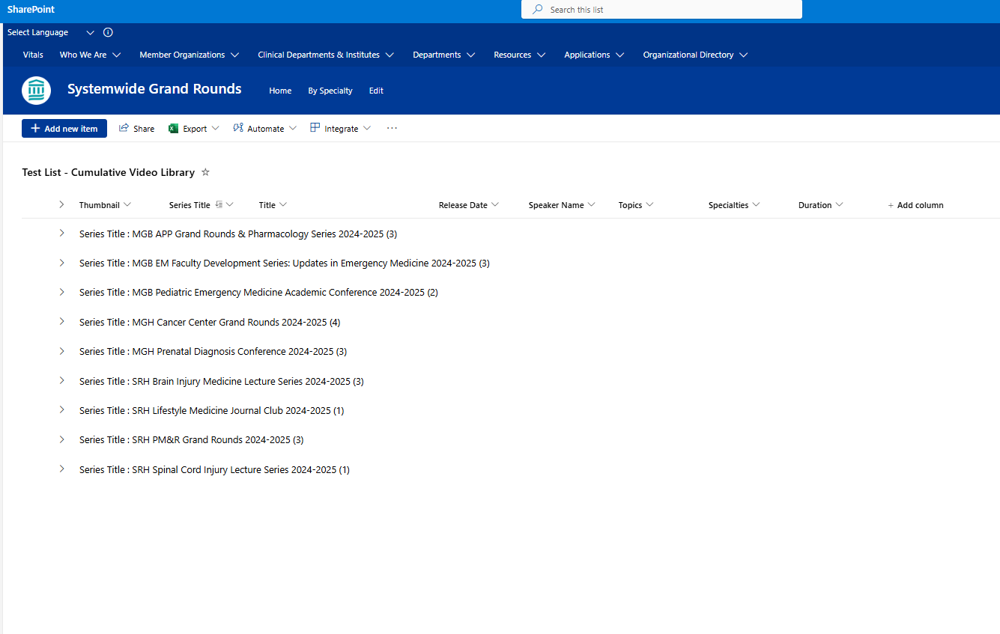 SharePoint
Search this list
Select Language
Vitals Who We Are Member Organizations Clinical Departments & Institutes Departments Resources Applications Organizational Directory
Systemwide Grand Rounds Home By Specialty Edit
+ Add new item Share Export Automate Integrate ...
Test List - Cumulative Video Library
Thumbnail Series Title Title Release Date Speaker Name Topics Specialties Duration + Add column
Series Title : MGB APP Grand Rounds & Pharmacology Series 2024-2025 (3)
Series Title : MGB EM Faculty Development Series: Updates in Emergency Medicine 2024-2025 (3)
Series Title : MGB Pediatric Emergency Medicine Academic Conference 2024-2025 (2)
Series Title : MGH Cancer Center Grand Rounds 2024-2025 (4)
Series Title : MGH Prenatal Diagnosis Conference 2024-2025 (3)
Series Title : SRH Brain Injury Medicine Lecture Series 2024-2025 (3)
Series Title : SRH Lifestyle Medicine Journal Club 2024-2025 (1)
Series Title : SRH PM&R Grand Rounds 2024-2025 (3)
Series Title : SRH Spinal Cord Injury Lecture Series 2024-2025 (1)